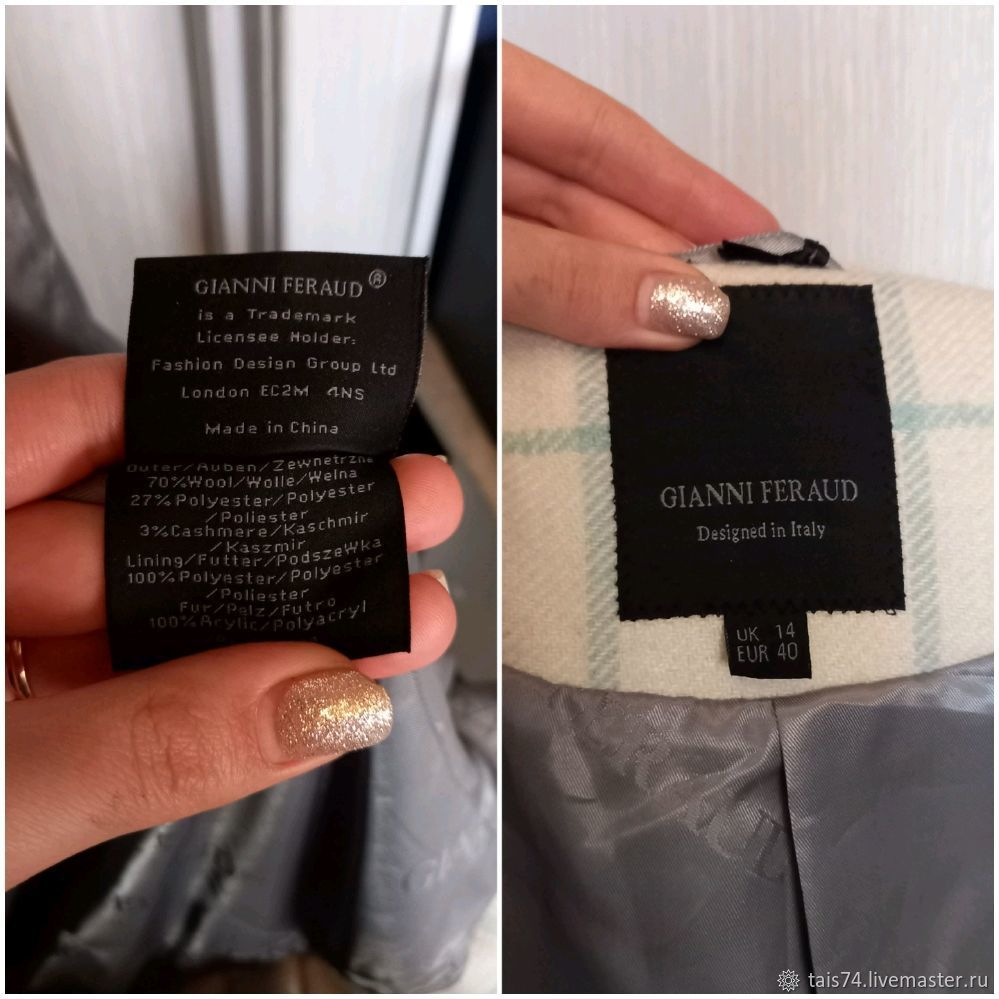 GIANNI FERAUD®
is a Trademark
Licensee Holder:
Fashion Design Group Ltd
London EC2M 4NS
Made in China
Outer/Außen/Zewnetrzna
70%Wool/Wolle/Welna
27%Polyester/Polyester
/Poliester
3%Cashmere/Kaschmir
/Kaszmir
Lining/Futter/Podszewka
100%Polyester/Polyester
/Poliester
Fur/Pelz/Futro
100%Acrylic/Polyacryl
GIANNI FERAUD
Designed in Italy
UK 14
EUR 40
tais74.livemaster.ru